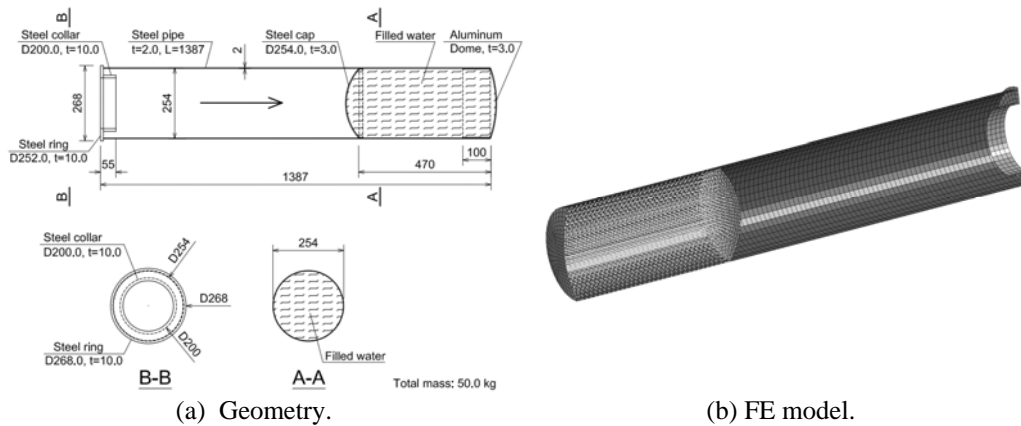 B
A
Steel collar
D200.0, t=10.0
Steel pipe
t=2.0, L=1387
2
Steel cap
D254.0, t=3.0
Filled water
Aluminum
Dome, t=3.0
268
254
Steel ring
D252.0, t=10.0
55
100
470
1387
B
A
Steel collar
D200.0, t=10.0
D254
D268
D200
Steel ring
D268.0, t=10.0
B-B
254
Filled water
A-A
Total mass: 50.0 kg
(a) Geometry.
(b) FE model.